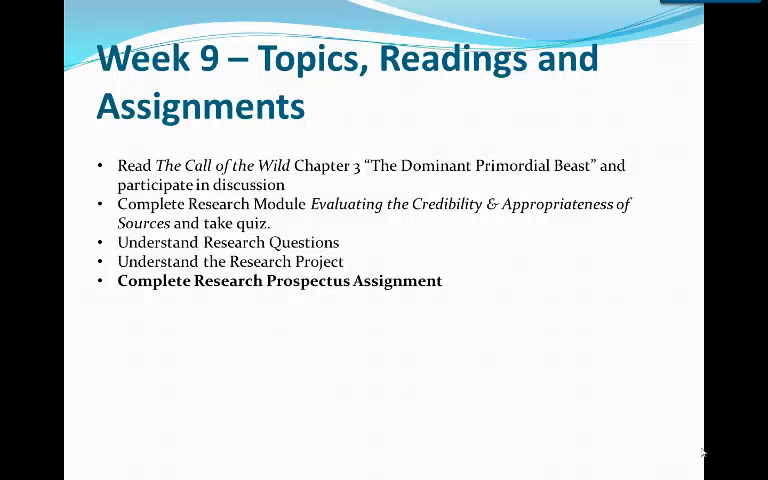 Week 9 – Topics, Readings and
Assignments
• Read The Call of the Wild Chapter 3 “The Dominant Primordial Beast” and
participate in discussion
• Complete Research Module Evaluating the Credibility & Appropriateness of
Sources and take quiz.
• Understand Research Questions
• Understand the Research Project
• Complete Research Prospectus Assignment